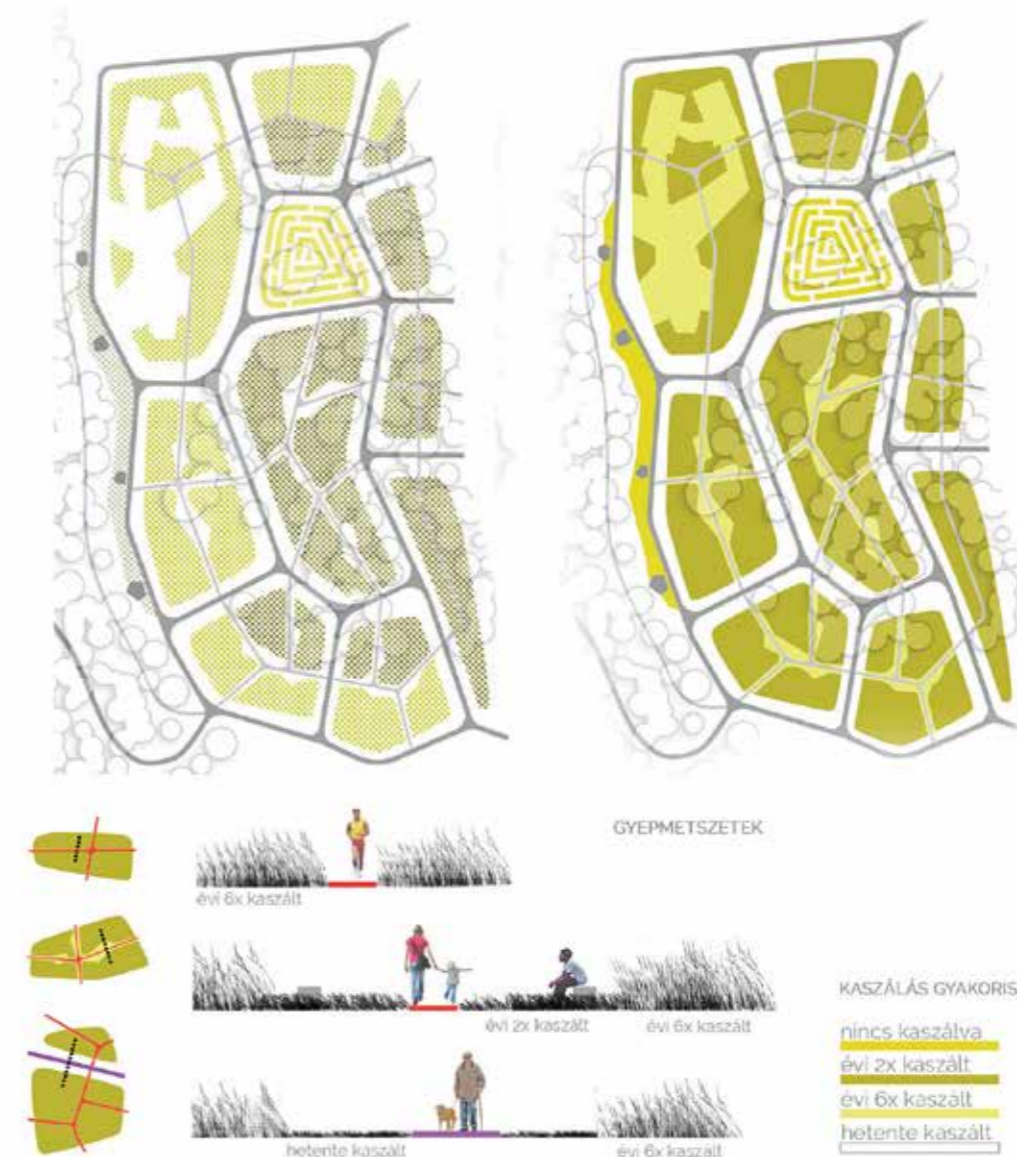 GYEPMETSZETEK
évi 6x kaszált
évi 2x kaszált
évi 6x kaszált
hetente kaszált
évi 6x kaszált
KASZÁLÁS GYAKORIS
nincs kaszálva
évi 2x kaszált
évi 6x kaszált
hetente kaszált